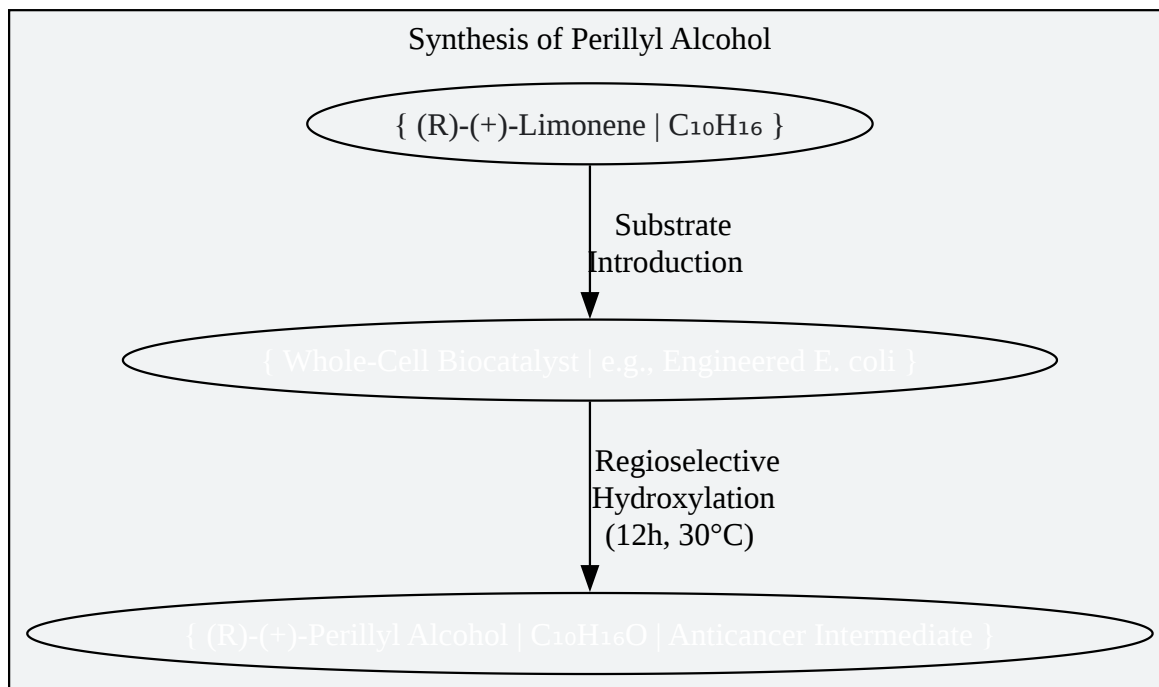 Synthesis of Perillyl Alcohol
{ (R)-(+)-Limonene | C₁₀H₁₆ }
Substrate
Introduction
{ Whole-Cell Biocatalyst | e.g., Engineered E. coli }
Regioselective
Hydroxylation
(12h, 30°C)
{ (R)-(+)-Perillyl Alcohol | C₁₀H₁₆O | Anticancer Intermediate }